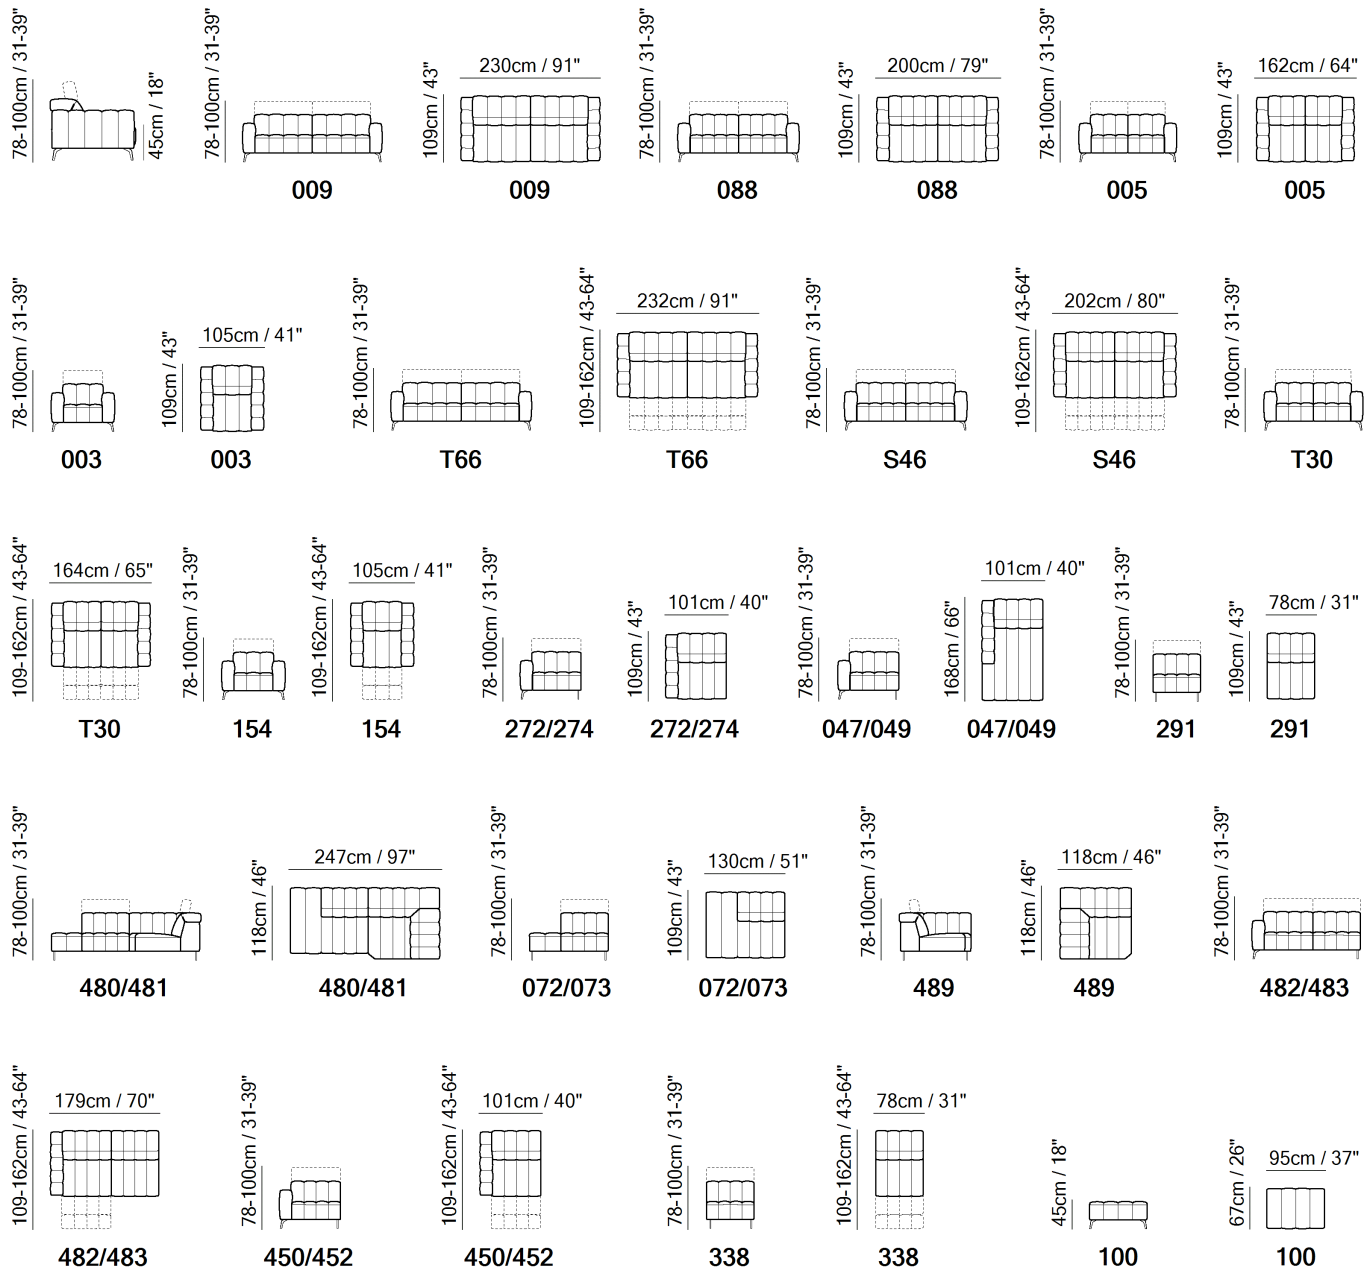 78-100cm / 31-39"
45cm / 18"
78-100cm / 31-39"
009
109cm / 43"
230cm / 91"
009
78-100cm / 31-39"
088
109cm / 43"
200cm / 79"
088
78-100cm / 31-39"
005
109cm / 43"
162cm / 64"
005
78-100cm / 31-39"
003
109cm / 43"
105cm / 41"
003
78-100cm / 31-39"
T66
109-162cm / 43-64"
232cm / 91"
T66
78-100cm / 31-39"
S46
109-162cm / 43-64"
202cm / 80"
S46
78-100cm / 31-39"
T30
109-162cm / 43-64"
164cm / 65"
T30
78-100cm / 31-39"
154
109-162cm / 43-64"
105cm / 41"
154
78-100cm / 31-39"
272/274
109cm / 43"
101cm / 40"
272/274
78-100cm / 31-39"
047/049
168cm / 66"
101cm / 40"
047/049
78-100cm / 31-39"
291
109cm / 43"
78cm / 31"
291
78-100cm / 31-39"
480/481
118cm / 46"
247cm / 97"
480/481
78-100cm / 31-39"
072/073
109cm / 43"
130cm / 51"
072/073
78-100cm / 31-39"
489
118cm / 46"
118cm / 46"
489
78-100cm / 31-39"
482/483
109-162cm / 43-64"
179cm / 70"
482/483
78-100cm / 31-39"
450/452
109-162cm / 43-64"
101cm / 40"
450/452
78-100cm / 31-39"
338
109-162cm / 43-64"
78cm / 31"
338
45cm / 18"
100
67cm / 26"
95cm / 37"
100